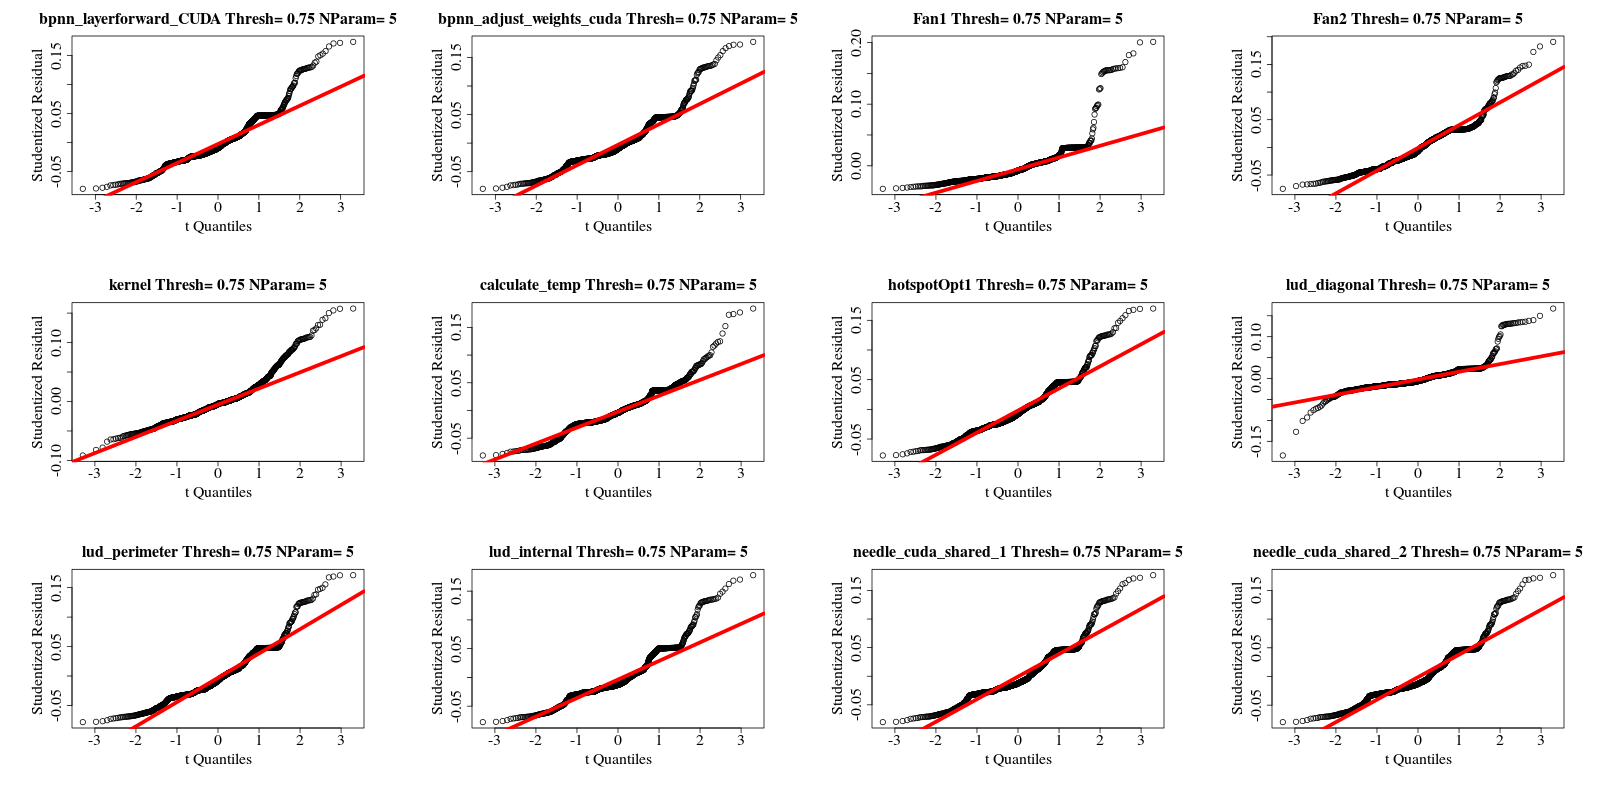 bpnn_layerforward_CUDA Thresh= 0.75 NParam= 5
Studentized Residual
-0.05 0.05 0.15
-3 -2 -1 0 1 2 3
t Quantiles
bpnn_adjust_weights_cuda Thresh= 0.75 NParam= 5
Studentized Residual
-0.05 0.05 0.15
-3 -2 -1 0 1 2 3
t Quantiles
Fan1 Thresh= 0.75 NParam= 5
Studentized Residual
0.00 0.10 0.20
-3 -2 -1 0 1 2 3
t Quantiles
Fan2 Thresh= 0.75 NParam= 5
Studentized Residual
-0.05 0.05 0.15
-3 -2 -1 0 1 2 3
t Quantiles
kernel Thresh= 0.75 NParam= 5
Studentized Residual
-0.10 0.00 0.10
-3 -2 -1 0 1 2 3
t Quantiles
calculate_temp Thresh= 0.75 NParam= 5
Studentized Residual
-0.05 0.05 0.15
-3 -2 -1 0 1 2 3
t Quantiles
hotspotOpt1 Thresh= 0.75 NParam= 5
Studentized Residual
-0.05 0.05 0.15
-3 -2 -1 0 1 2 3
t Quantiles
lud_diagonal Thresh= 0.75 NParam= 5
Studentized Residual
-0.15 0.00 0.10
-3 -2 -1 0 1 2 3
t Quantiles
lud_perimeter Thresh= 0.75 NParam= 5
Studentized Residual
-0.05 0.05 0.15
-3 -2 -1 0 1 2 3
t Quantiles
lud_internal Thresh= 0.75 NParam= 5
Studentized Residual
-0.05 0.05 0.15
-3 -2 -1 0 1 2 3
t Quantiles
needle_cuda_shared_1 Thresh= 0.75 NParam= 5
Studentized Residual
-0.05 0.05 0.15
-3 -2 -1 0 1 2 3
t Quantiles
needle_cuda_shared_2 Thresh= 0.75 NParam= 5
Studentized Residual
-0.05 0.05 0.15
-3 -2 -1 0 1 2 3
t Quantiles